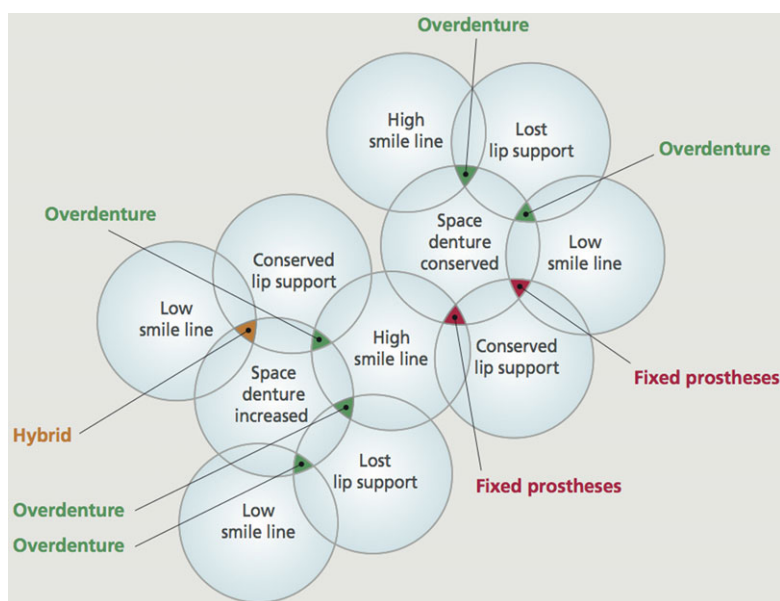 Overdenture
High
smile line
Lost
lip support
Overdenture
Overdenture
Space
denture
conserved
Low
smile line
Conserved
lip support
Low
smile line
High
smile line
Conserved
lip support
Fixed prostheses
Space
denture
increased
Hybrid
Lost
lip support
Fixed prostheses
Overdenture
Low
smile line
Overdenture